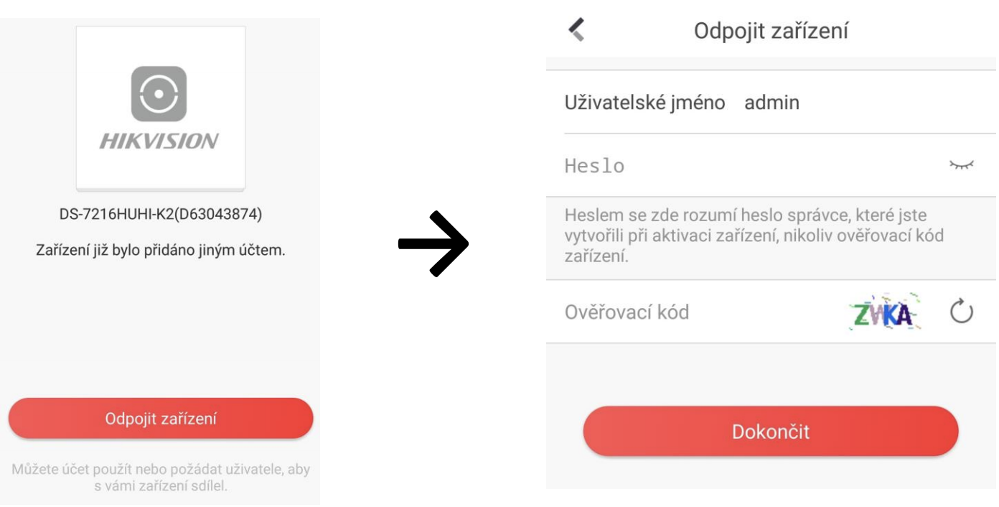 HIKVISION
DS-7216HUHI-K2(D63043874)
Zařízení již bylo přidáno jiným účtem.
Odpojit zařízení
Můžete účet použít nebo požádat uživatele, aby
s vámi zařízení sdílel.
Odpojit zařízení
Uživatelské jméno admin
Heslo
Heslem se zde rozumí heslo správce, které jste
vytvořili při aktivaci zařízení, nikoliv ověřovací kód
zařízení.
Ověřovací kód ZWKA
Dokončit